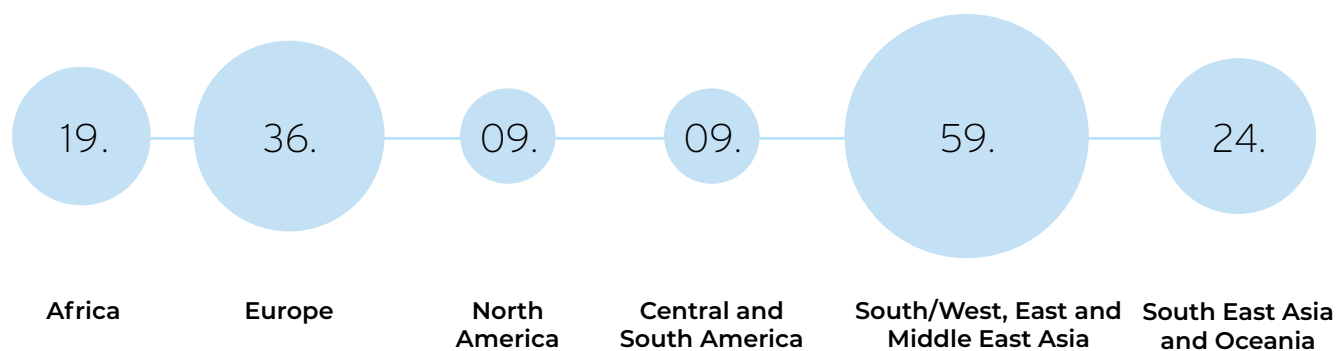 19.
36.
09.
09.
59.
24.
Africa
Europe
North
America
Central and
South America
South/West, East and
Middle East Asia
South East Asia
and Oceania